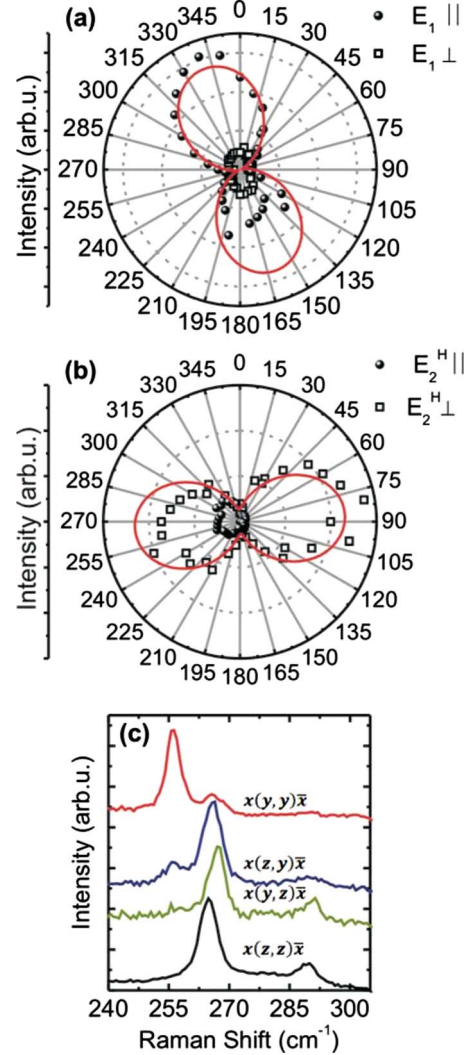 (a)
E₁ ||
E₁ ⊥
Intensity (arb.u.)
0
15
30
45
60
75
90
105
120
135
150
165
180
195
210
225
240
270
285
300
315
330
345
(b)
E₂ᴴ ||
E₂ᴴ ⊥
Intensity (arb.u.)
0
15
30
45
60
75
90
105
120
135
150
165
180
195
210
225
240
270
285
300
315
330
345
(c)
Intensity (arb.u.)
x(y,y)x̄
x(z,y)x̄
x(y,z)x̄
x(z,z)x̄
240 255 270 285 300
Raman Shift (cm⁻¹)